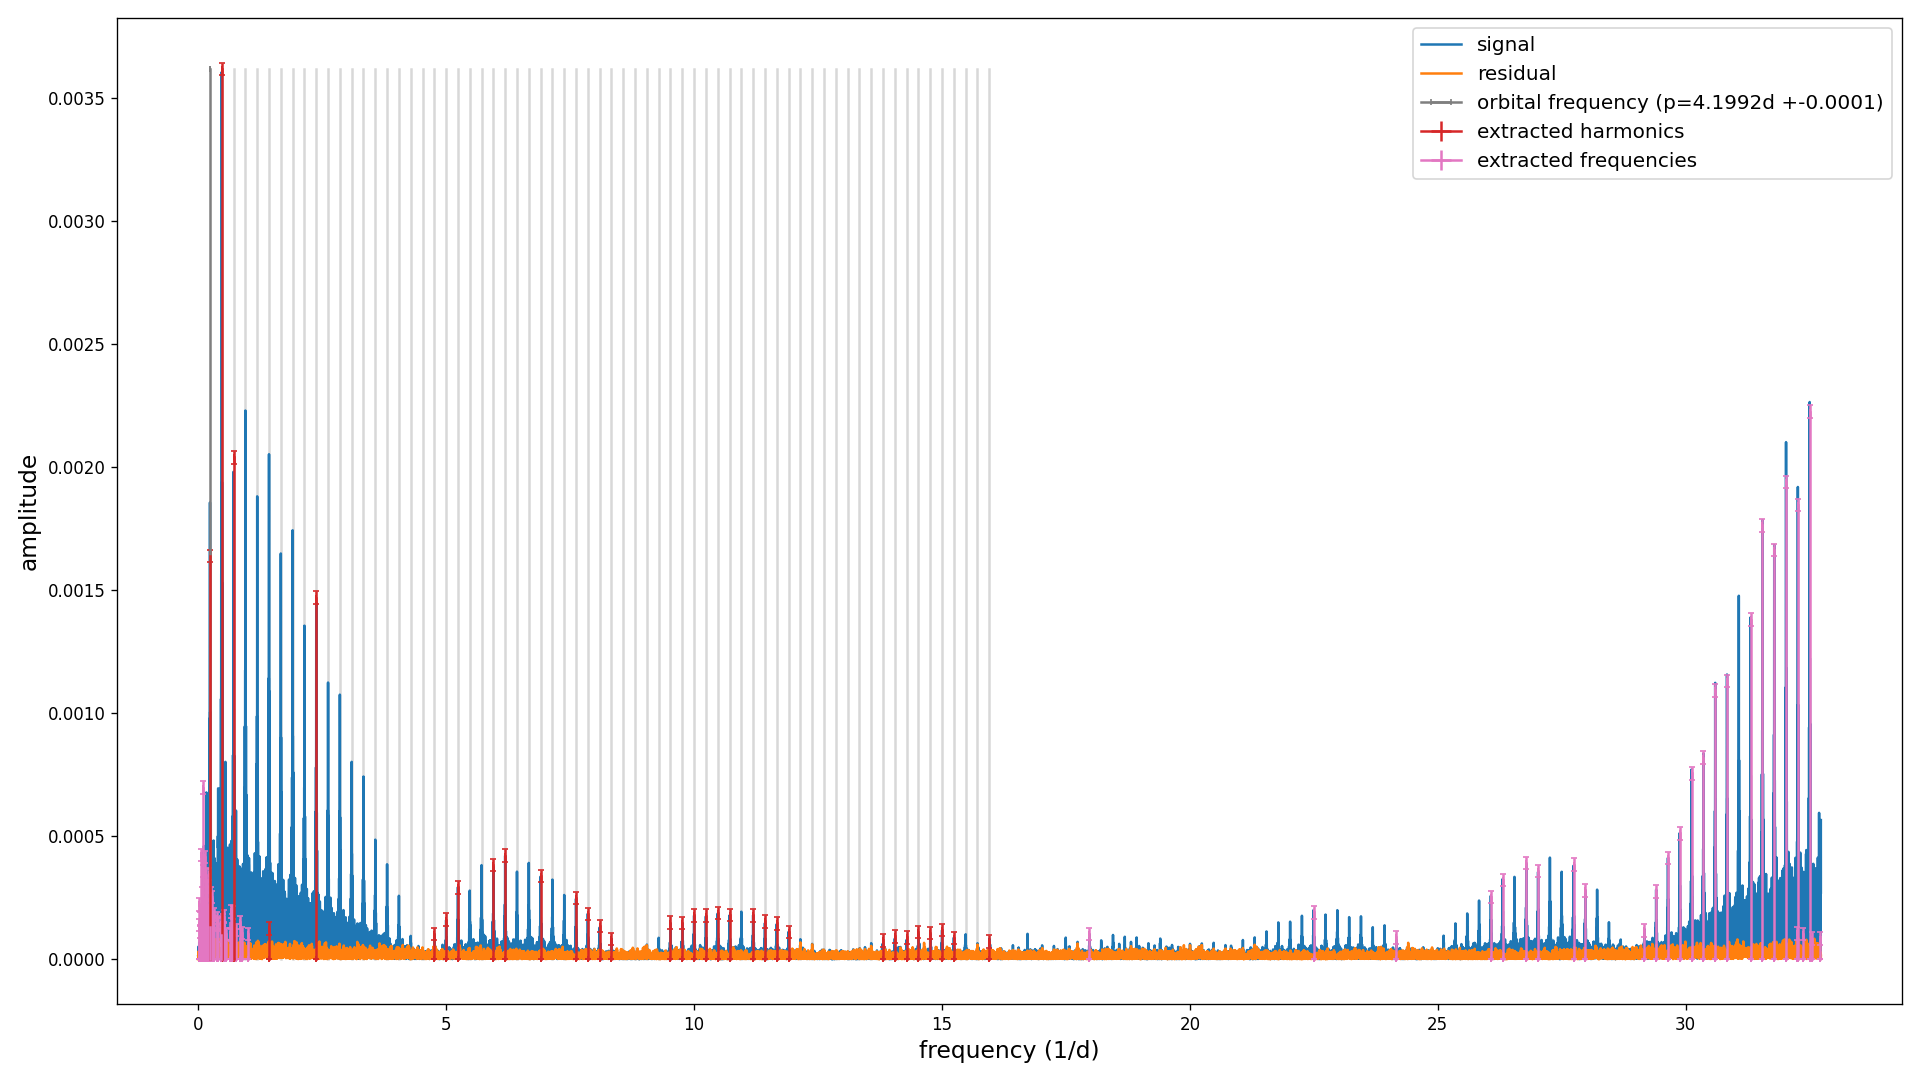 signal
residual
orbital frequency (p=4.1992d +-0.0001)
extracted harmonics
extracted frequencies
0.0035
0.0030
0.0025
0.0020
0.0015
0.0010
0.0005
0.0000
amplitude
0 5 10 15 20 25 30
frequency (1/d)